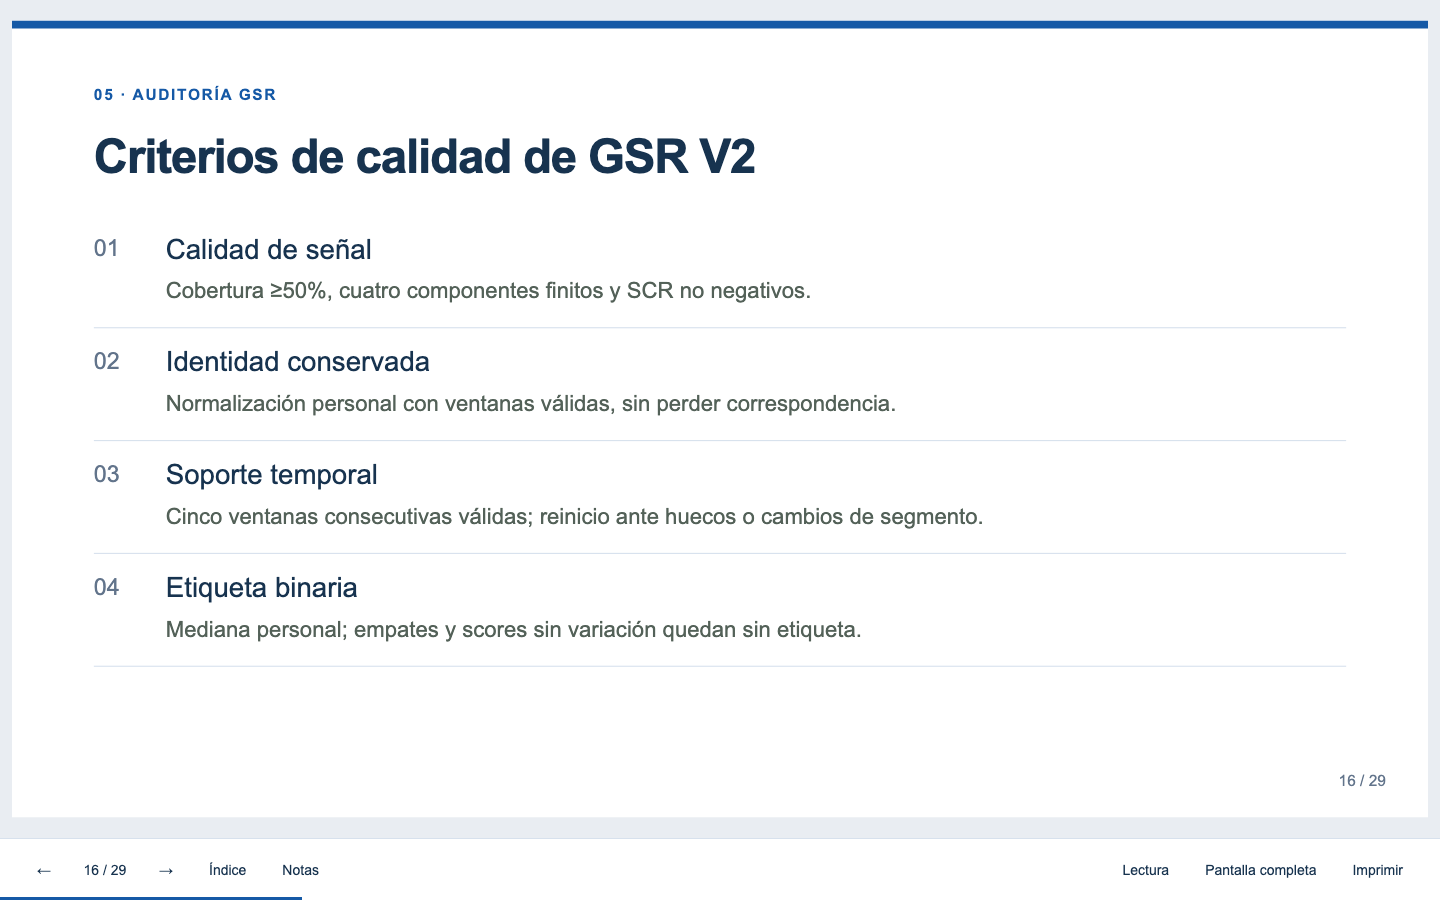 05 · AUDITORÍA GSR
Criterios de calidad de GSR V2
01 Calidad de señal
Cobertura ≥50%, cuatro componentes finitos y SCR no negativos.
02 Identidad conservada
Normalización personal con ventanas válidas, sin perder correspondencia.
03 Soporte temporal
Cinco ventanas consecutivas válidas; reinicio ante huecos o cambios de segmento.
04 Etiqueta binaria
Mediana personal; empates y scores sin variación quedan sin etiqueta.
16 / 29
← 16 / 29 → Índice Notas Lectura Pantalla completa Imprimir